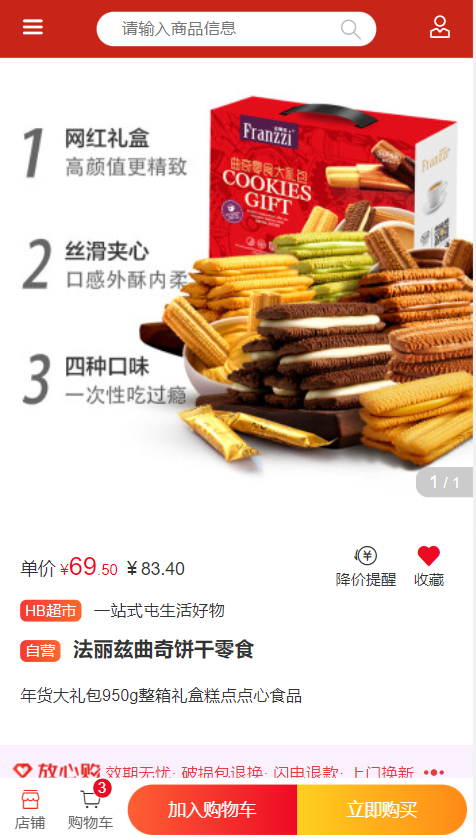 请输入商品信息
Franzzi
曲奇零食大礼包
COOKIES
GIFT
Franzzi
1 网红礼盒
高颜值更精致
2 丝滑夹心
口感外酥内柔
3 四种口味
一次性吃过瘾
1 / 1
单价 ¥69.50 ¥83.40
降价提醒 收藏
HB超市 一站式屯生活好物
自营 法丽兹曲奇饼干零食
年货大礼包950g整箱礼盒糕点点心食品
放心购 效期无忧· 破损包退换· 闪电退款· 上门换新 •••
3
店铺 购物车 加入购物车 立即购买